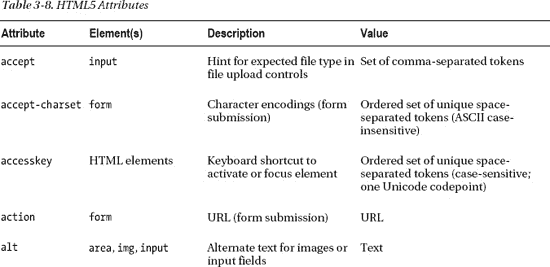 Table 3-8. HTML5 Attributes
Attribute Element(s) Description Value
accept input Hint for expected file type in Set of comma-separated tokens
file upload controls
accept-charset form Character encodings (form Ordered set of unique space-
submission) separated tokens (ASCII case-
insensitive)
accesskey HTML elements Keyboard shortcut to Ordered set of unique space-
activate or focus element separated tokens (case-sensitive;
one Unicode codepoint)
action form URL (form submission) URL
alt area, img, input Alternate text for images or Text
input fields